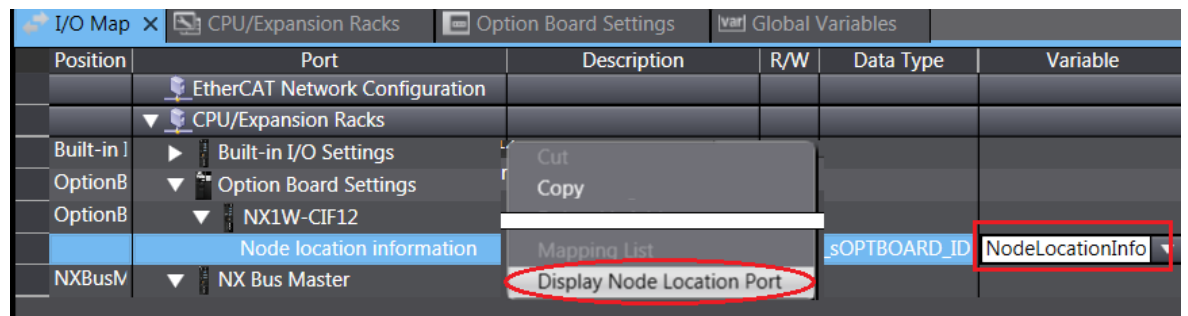 I/O Map CPU/Expansion Racks Option Board Settings var Global Variables
Position Port Description R/W Data Type Variable
EtherCAT Network Configuration
CPU/Expansion Racks
Built-in I Built-in I/O Settings Cut
OptionB Option Board Settings Copy
OptionB NX1W-CIF12
Node location information Mapping List _sOPTBOARD_ID NodeLocationInfo
NXBusM NX Bus Master Display Node Location Port